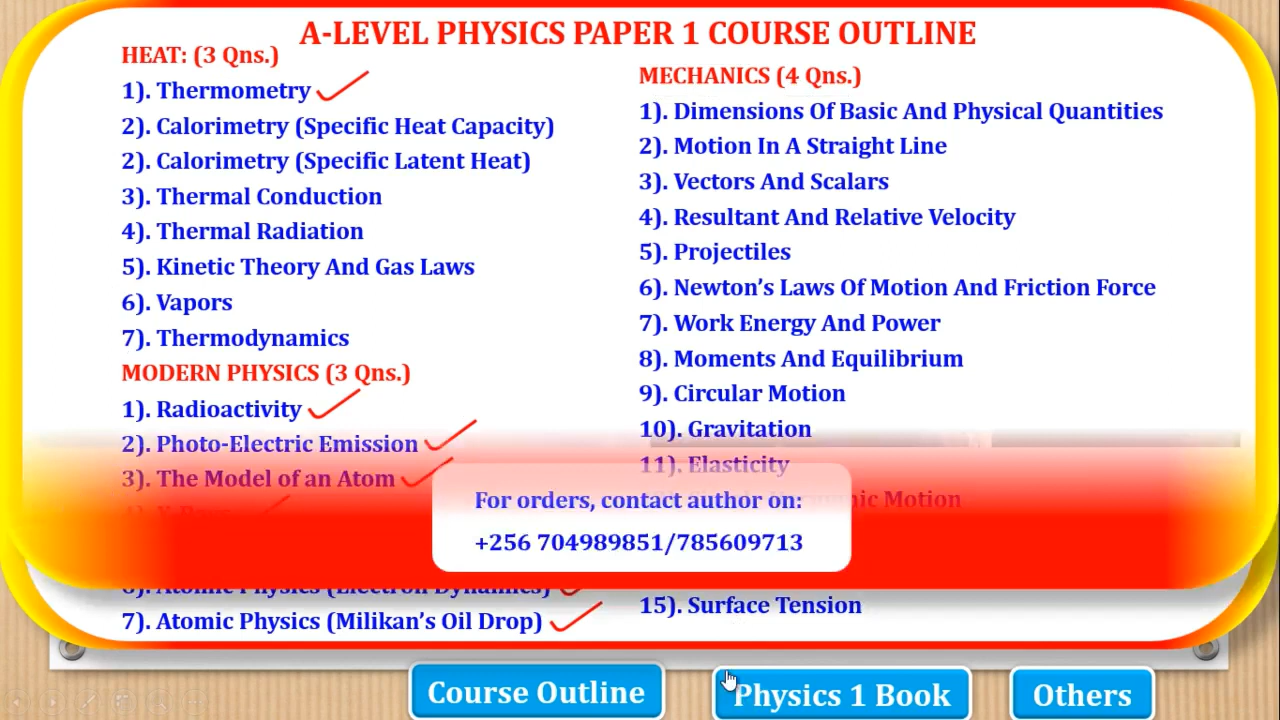 A-LEVEL PHYSICS PAPER 1 COURSE OUTLINE
HEAT: (3 Qns.)
1). Thermometry
2). Calorimetry (Specific Heat Capacity)
2). Calorimetry (Specific Latent Heat)
3). Thermal Conduction
4). Thermal Radiation
5). Kinetic Theory And Gas Laws
6). Vapors
7). Thermodynamics
MODERN PHYSICS (3 Qns.)
1). Radioactivity
2). Photo-Electric Emission
3). The Model of an Atom
6). Atomic Physics (Electron Dynamics)
7). Atomic Physics (Milikan's Oil Drop)
MECHANICS (4 Qns.)
1). Dimensions Of Basic And Physical Quantities
2). Motion In A Straight Line
3). Vectors And Scalars
4). Resultant And Relative Velocity
5). Projectiles
6). Newton’s Laws Of Motion And Friction Force
7). Work Energy And Power
8). Moments And Equilibrium
9). Circular Motion
10). Gravitation
11). Elasticity
Motion
15). Surface Tension
For orders, contact author on:
+256 704989851/785609713
Course Outline
Physics 1 Book
Others